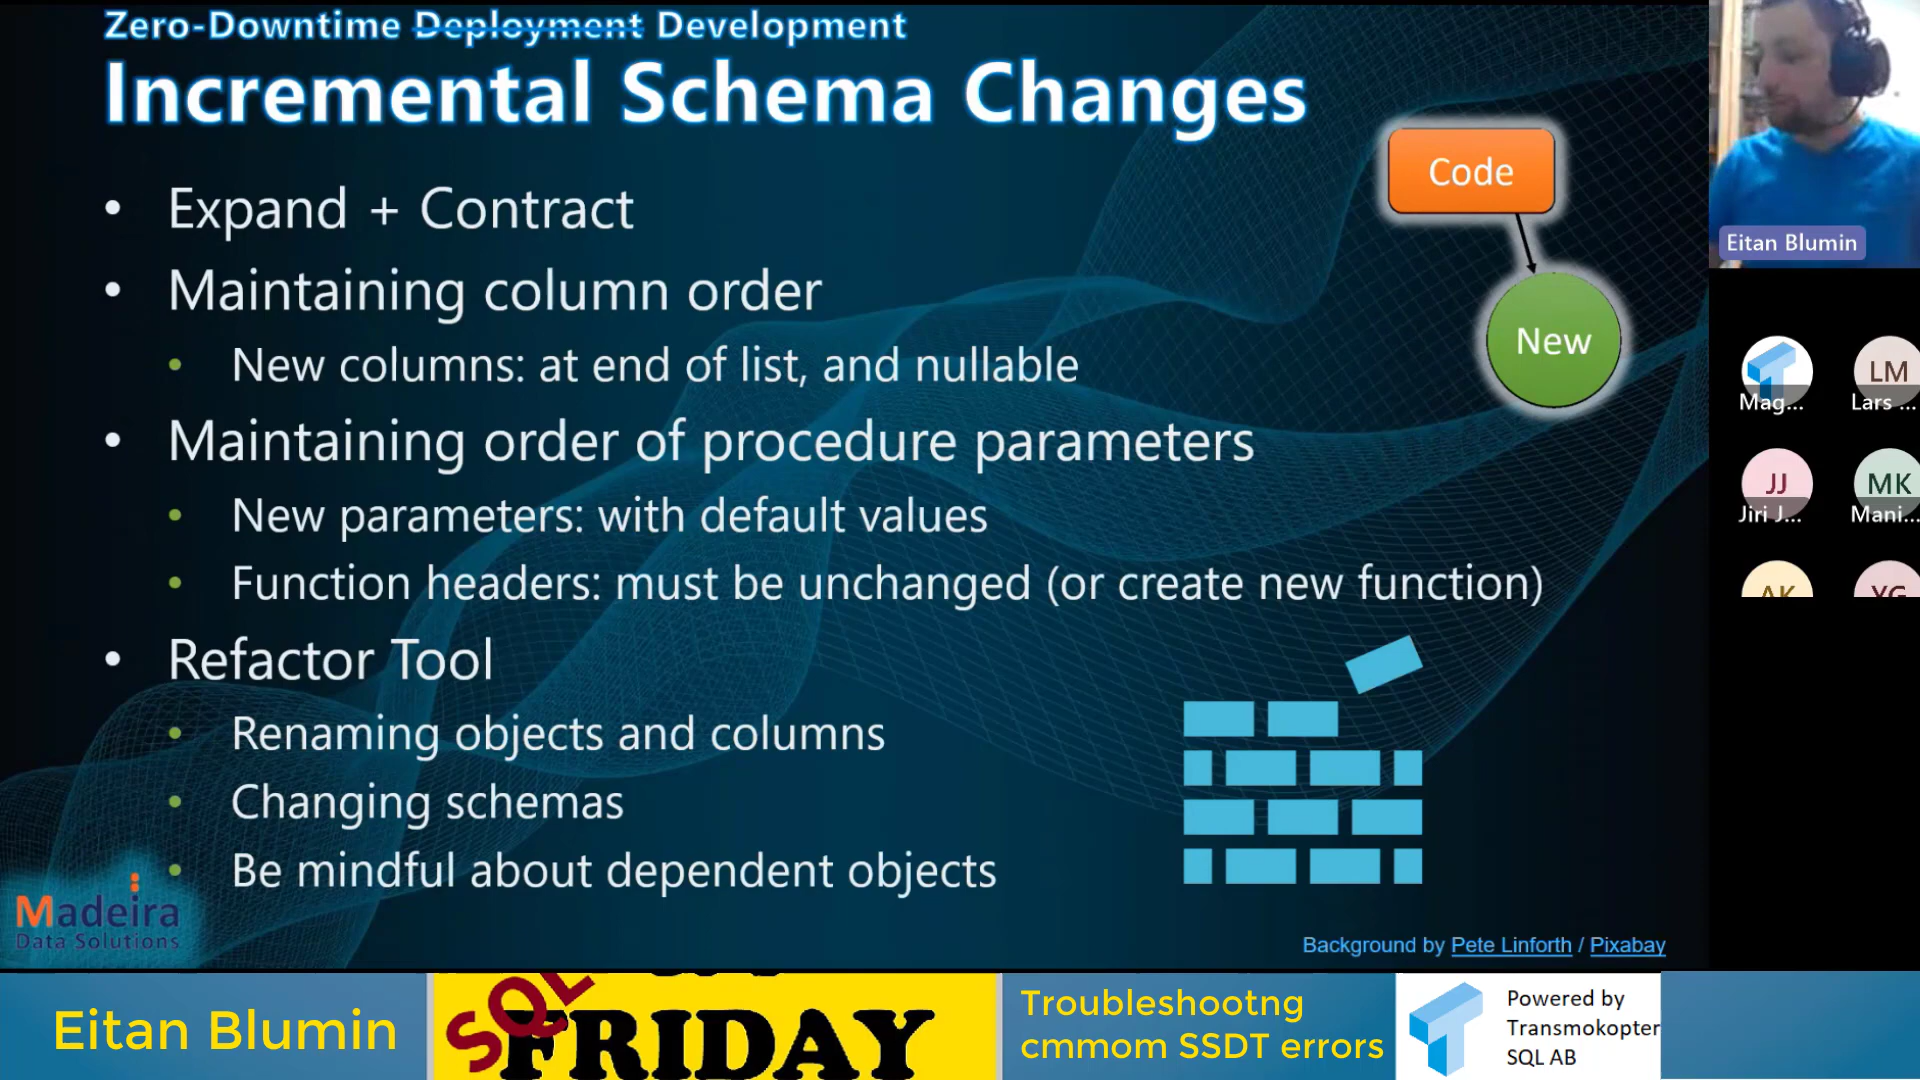 Zero-Downtime Deployment Development
Incremental Schema Changes
• Expand + Contract
• Maintaining column order
• New columns: at end of list, and nullable
• Maintaining order of procedure parameters
• New parameters: with default values
• Function headers: must be unchanged (or create new function)
• Refactor Tool
• Renaming objects and columns
• Changing schemas
• Be mindful about dependent objects
Code
New
Madeira
Data Solutions
Background by Pete Linforth / Pixabay
Eitan Blumin
Mag...
LM
Lars ...
JJ
Jiri J...
MK
Mani...
AK
YG
Eitan Blumin
SQL
FRIDAY
Troubleshootng
cmmom SSDT errors
Powered by
Transmokopter
SQL AB